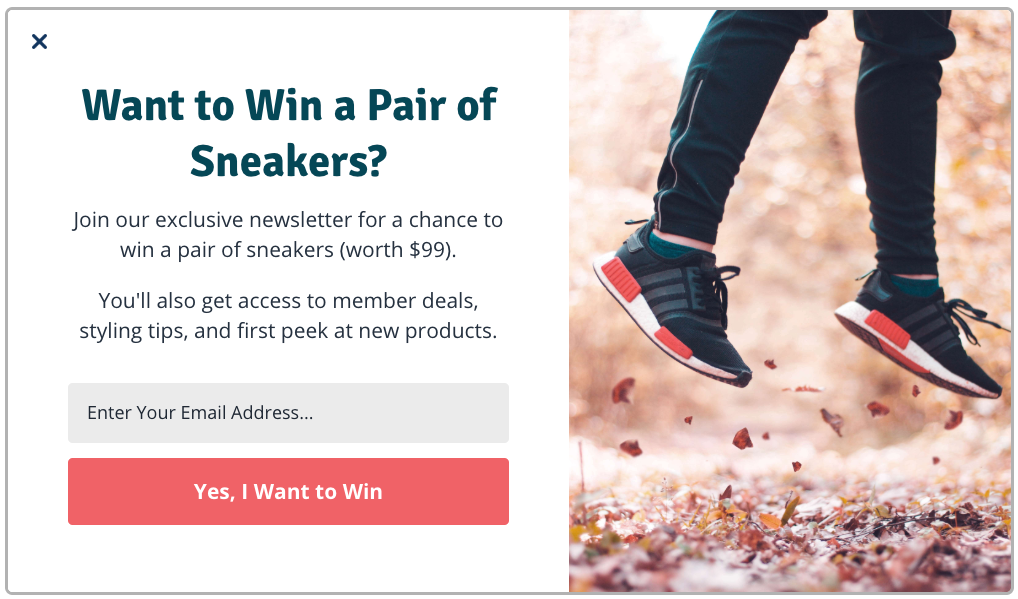 Want to Win a Pair of
Sneakers?
Join our exclusive newsletter for a chance to
win a pair of sneakers (worth $99).
You'll also get access to member deals,
styling tips, and first peek at new products.
Enter Your Email Address...
Yes, I Want to Win